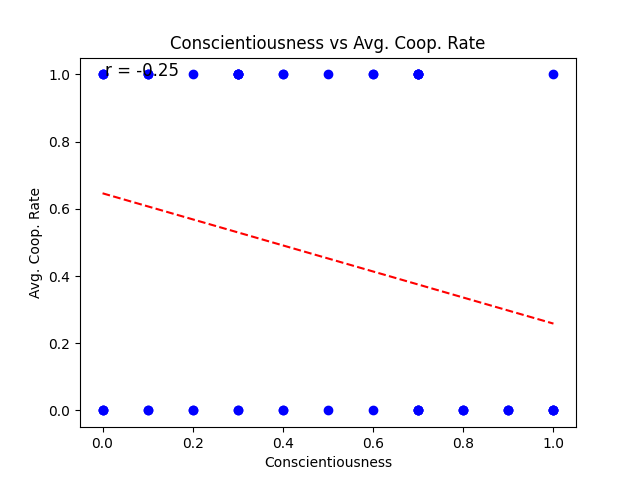 Conscientiousness vs Avg. Coop. Rate
r = -0.25
1.0
0.8
0.6
0.4
0.2
0.0
Avg. Coop. Rate
0.0 0.2 0.4 0.6 0.8 1.0
Conscientiousness